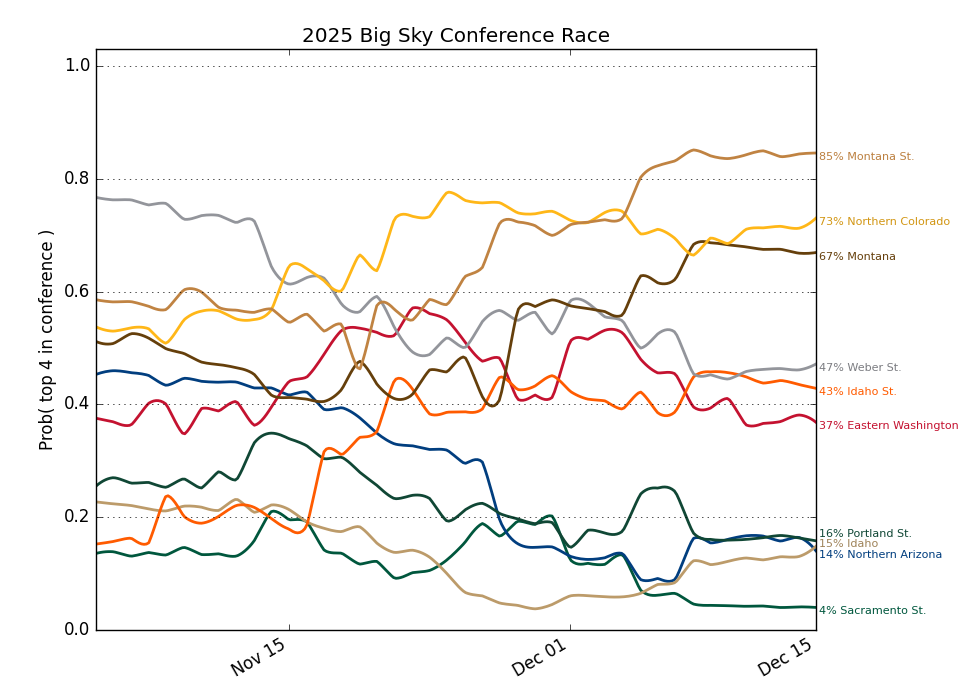 2025 Big Sky Conference Race
Prob( top 4 in conference )
1.0
0.8
0.6
0.4
0.2
0.0
Nov 15
Dec 01
Dec 15
85% Montana St.
73% Northern Colorado
67% Montana
47% Weber St.
43% Idaho St.
37% Eastern Washington
16% Portland St.
15% Idaho
14% Northern Arizona
4% Sacramento St.